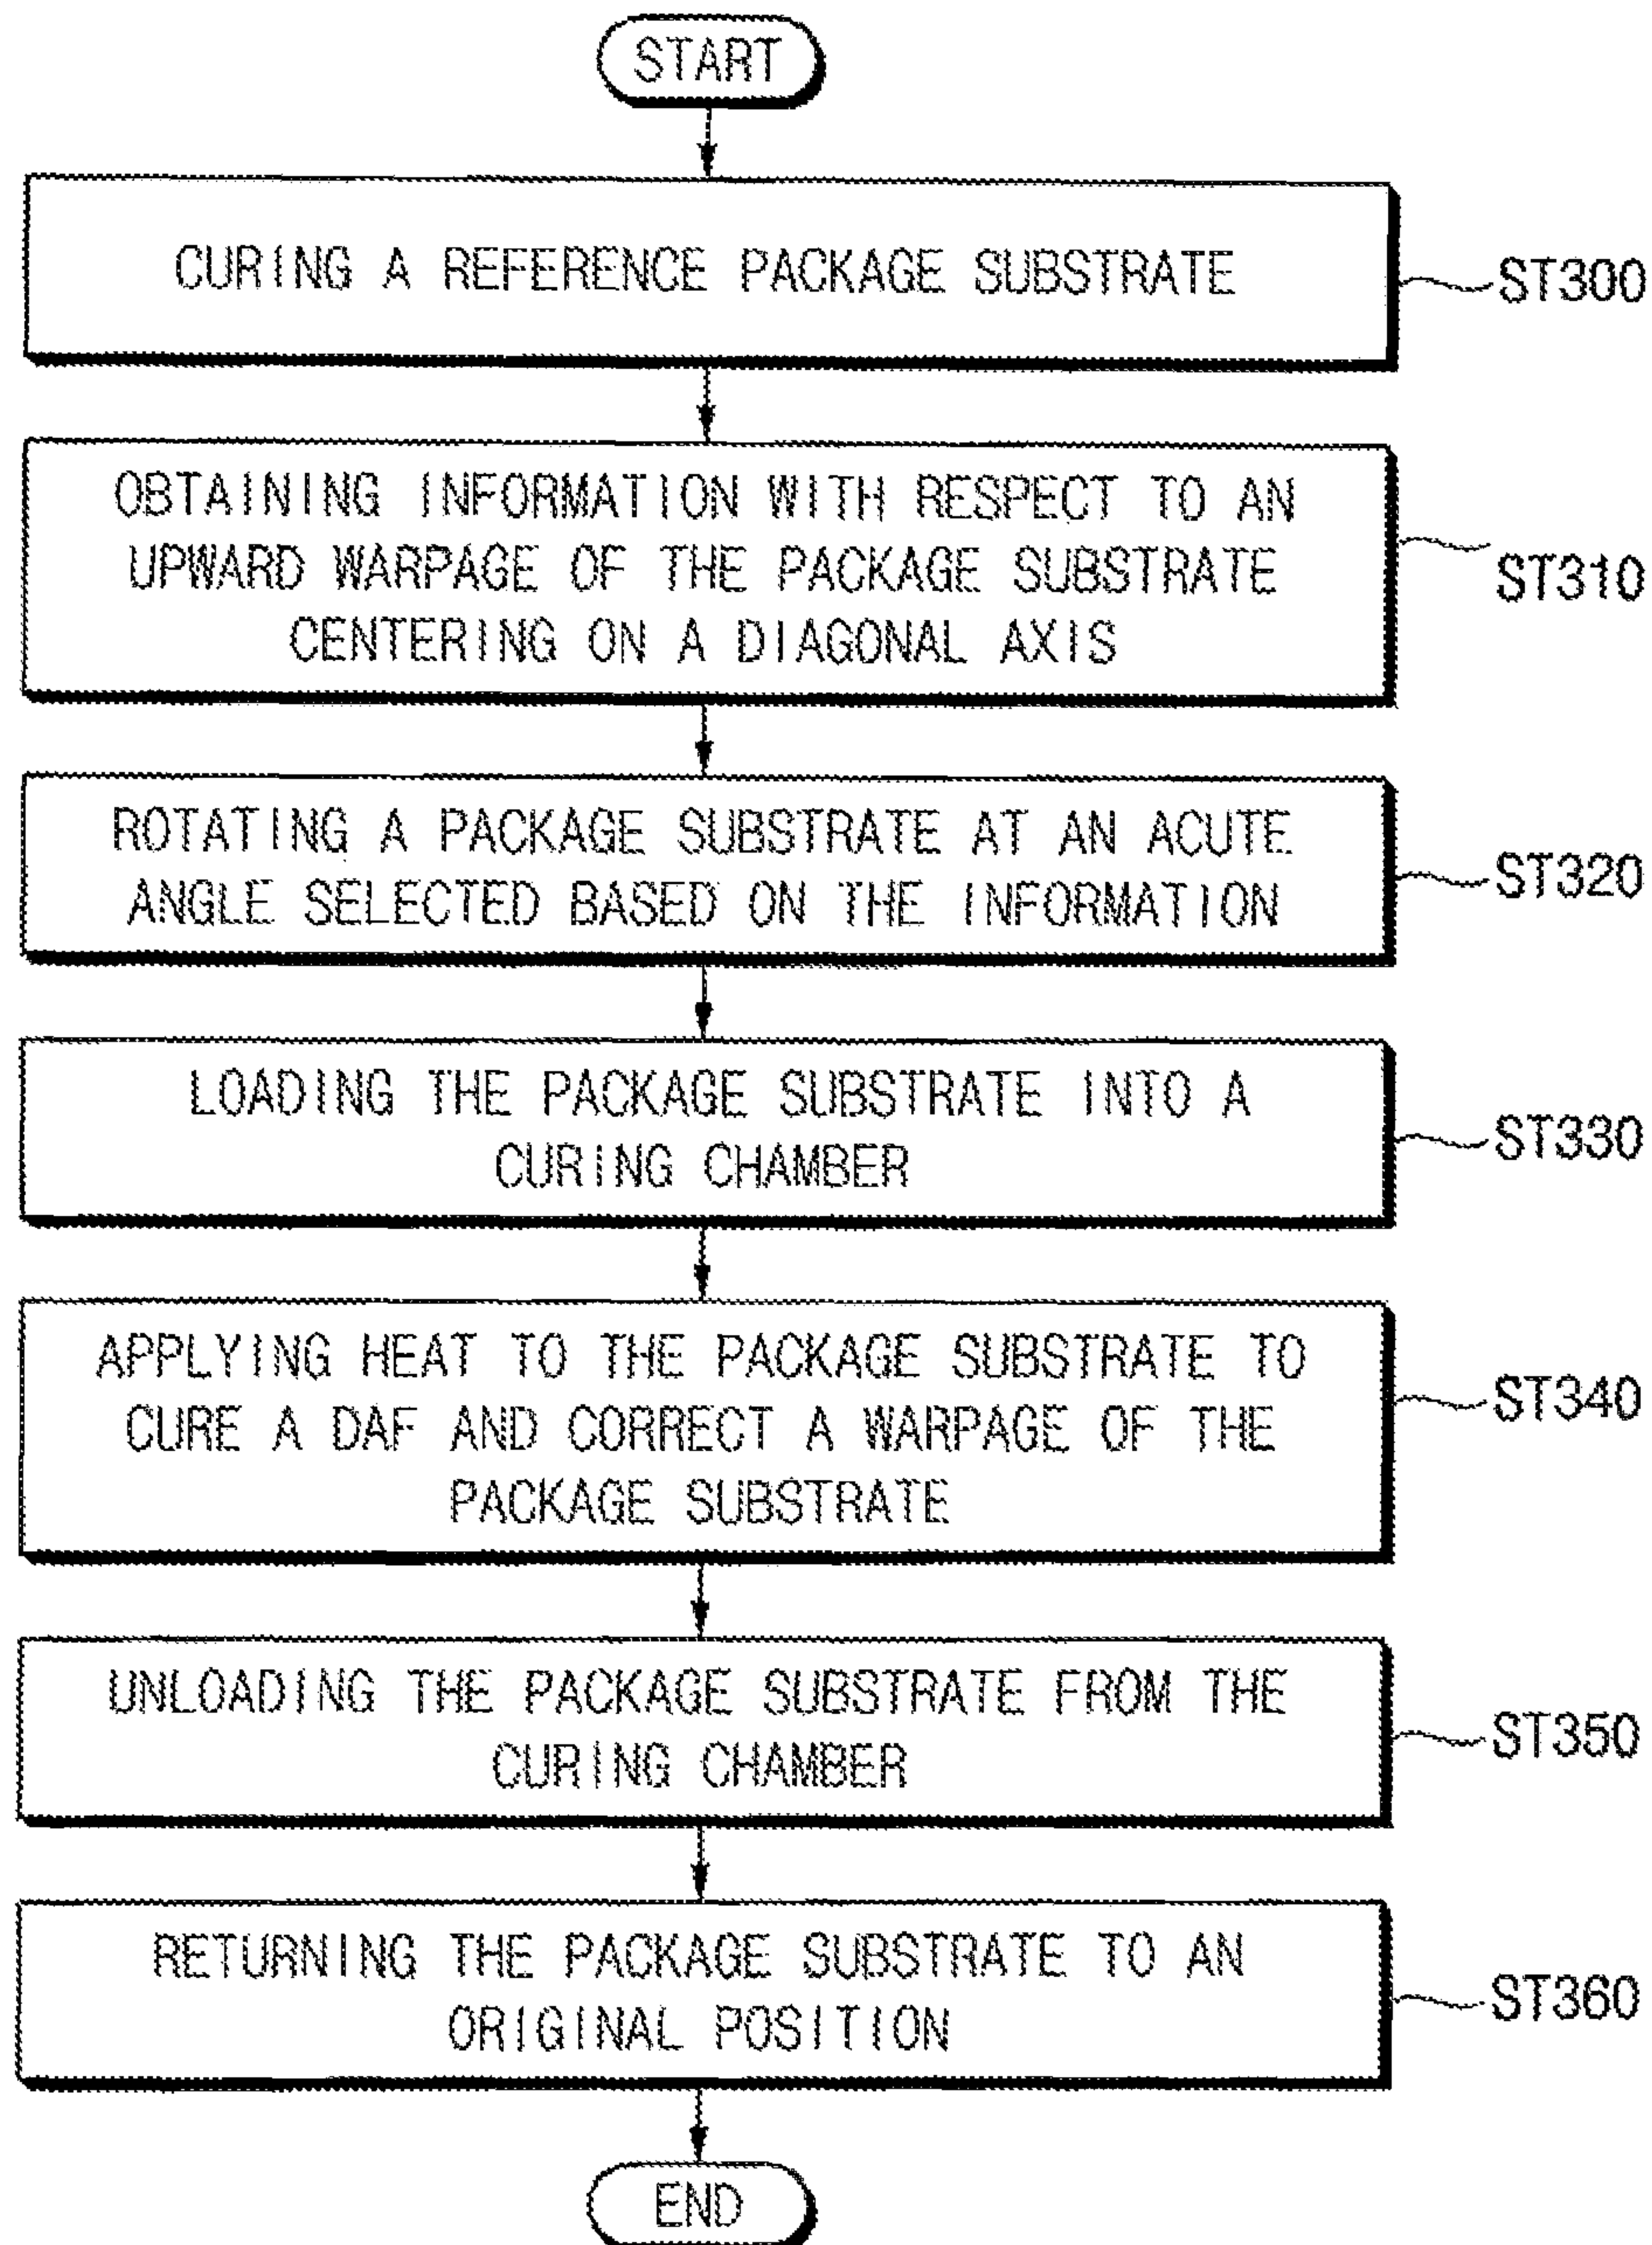 START
CURING A REFERENCE PACKAGE SUBSTRATE
ST300
OBTAINING INFORMATION WITH RESPECT TO AN
UPWARD WARPAGE OF THE PACKAGE SUBSTRATE
CENTERING ON A DIAGONAL AXIS
ST310
ROTATING A PACKAGE SUBSTRATE AT AN ACUTE
ANGLE SELECTED BASED ON THE INFORMATION
ST320
LOADING THE PACKAGE SUBSTRATE INTO A
CURING CHAMBER
ST330
APPLYING HEAT TO THE PACKAGE SUBSTRATE TO
CURE A DAF AND CORRECT A WARPAGE OF THE
PACKAGE SUBSTRATE
ST340
UNLOADING THE PACKAGE SUBSTRATE FROM THE
CURING CHAMBER
ST350
RETURNING THE PACKAGE SUBSTRATE TO AN
ORIGINAL POSITION
ST360
END